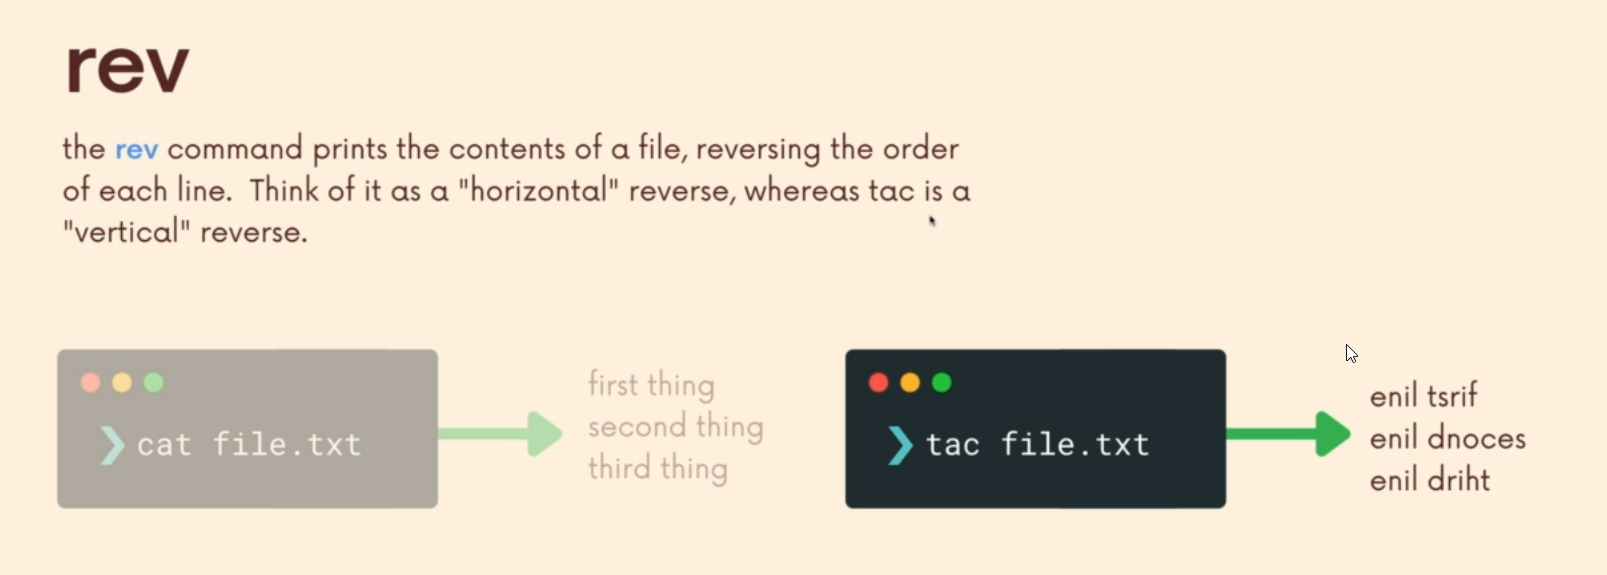 rev
the rev command prints the contents of a file, reversing the order
of each line. Think of it as a "horizontal" reverse, whereas tac is a
"vertical" reverse.
❯ cat file.txt
first thing
second thing
third thing
❯ tac file.txt
enil tsrif
enil dnoces
enil driht